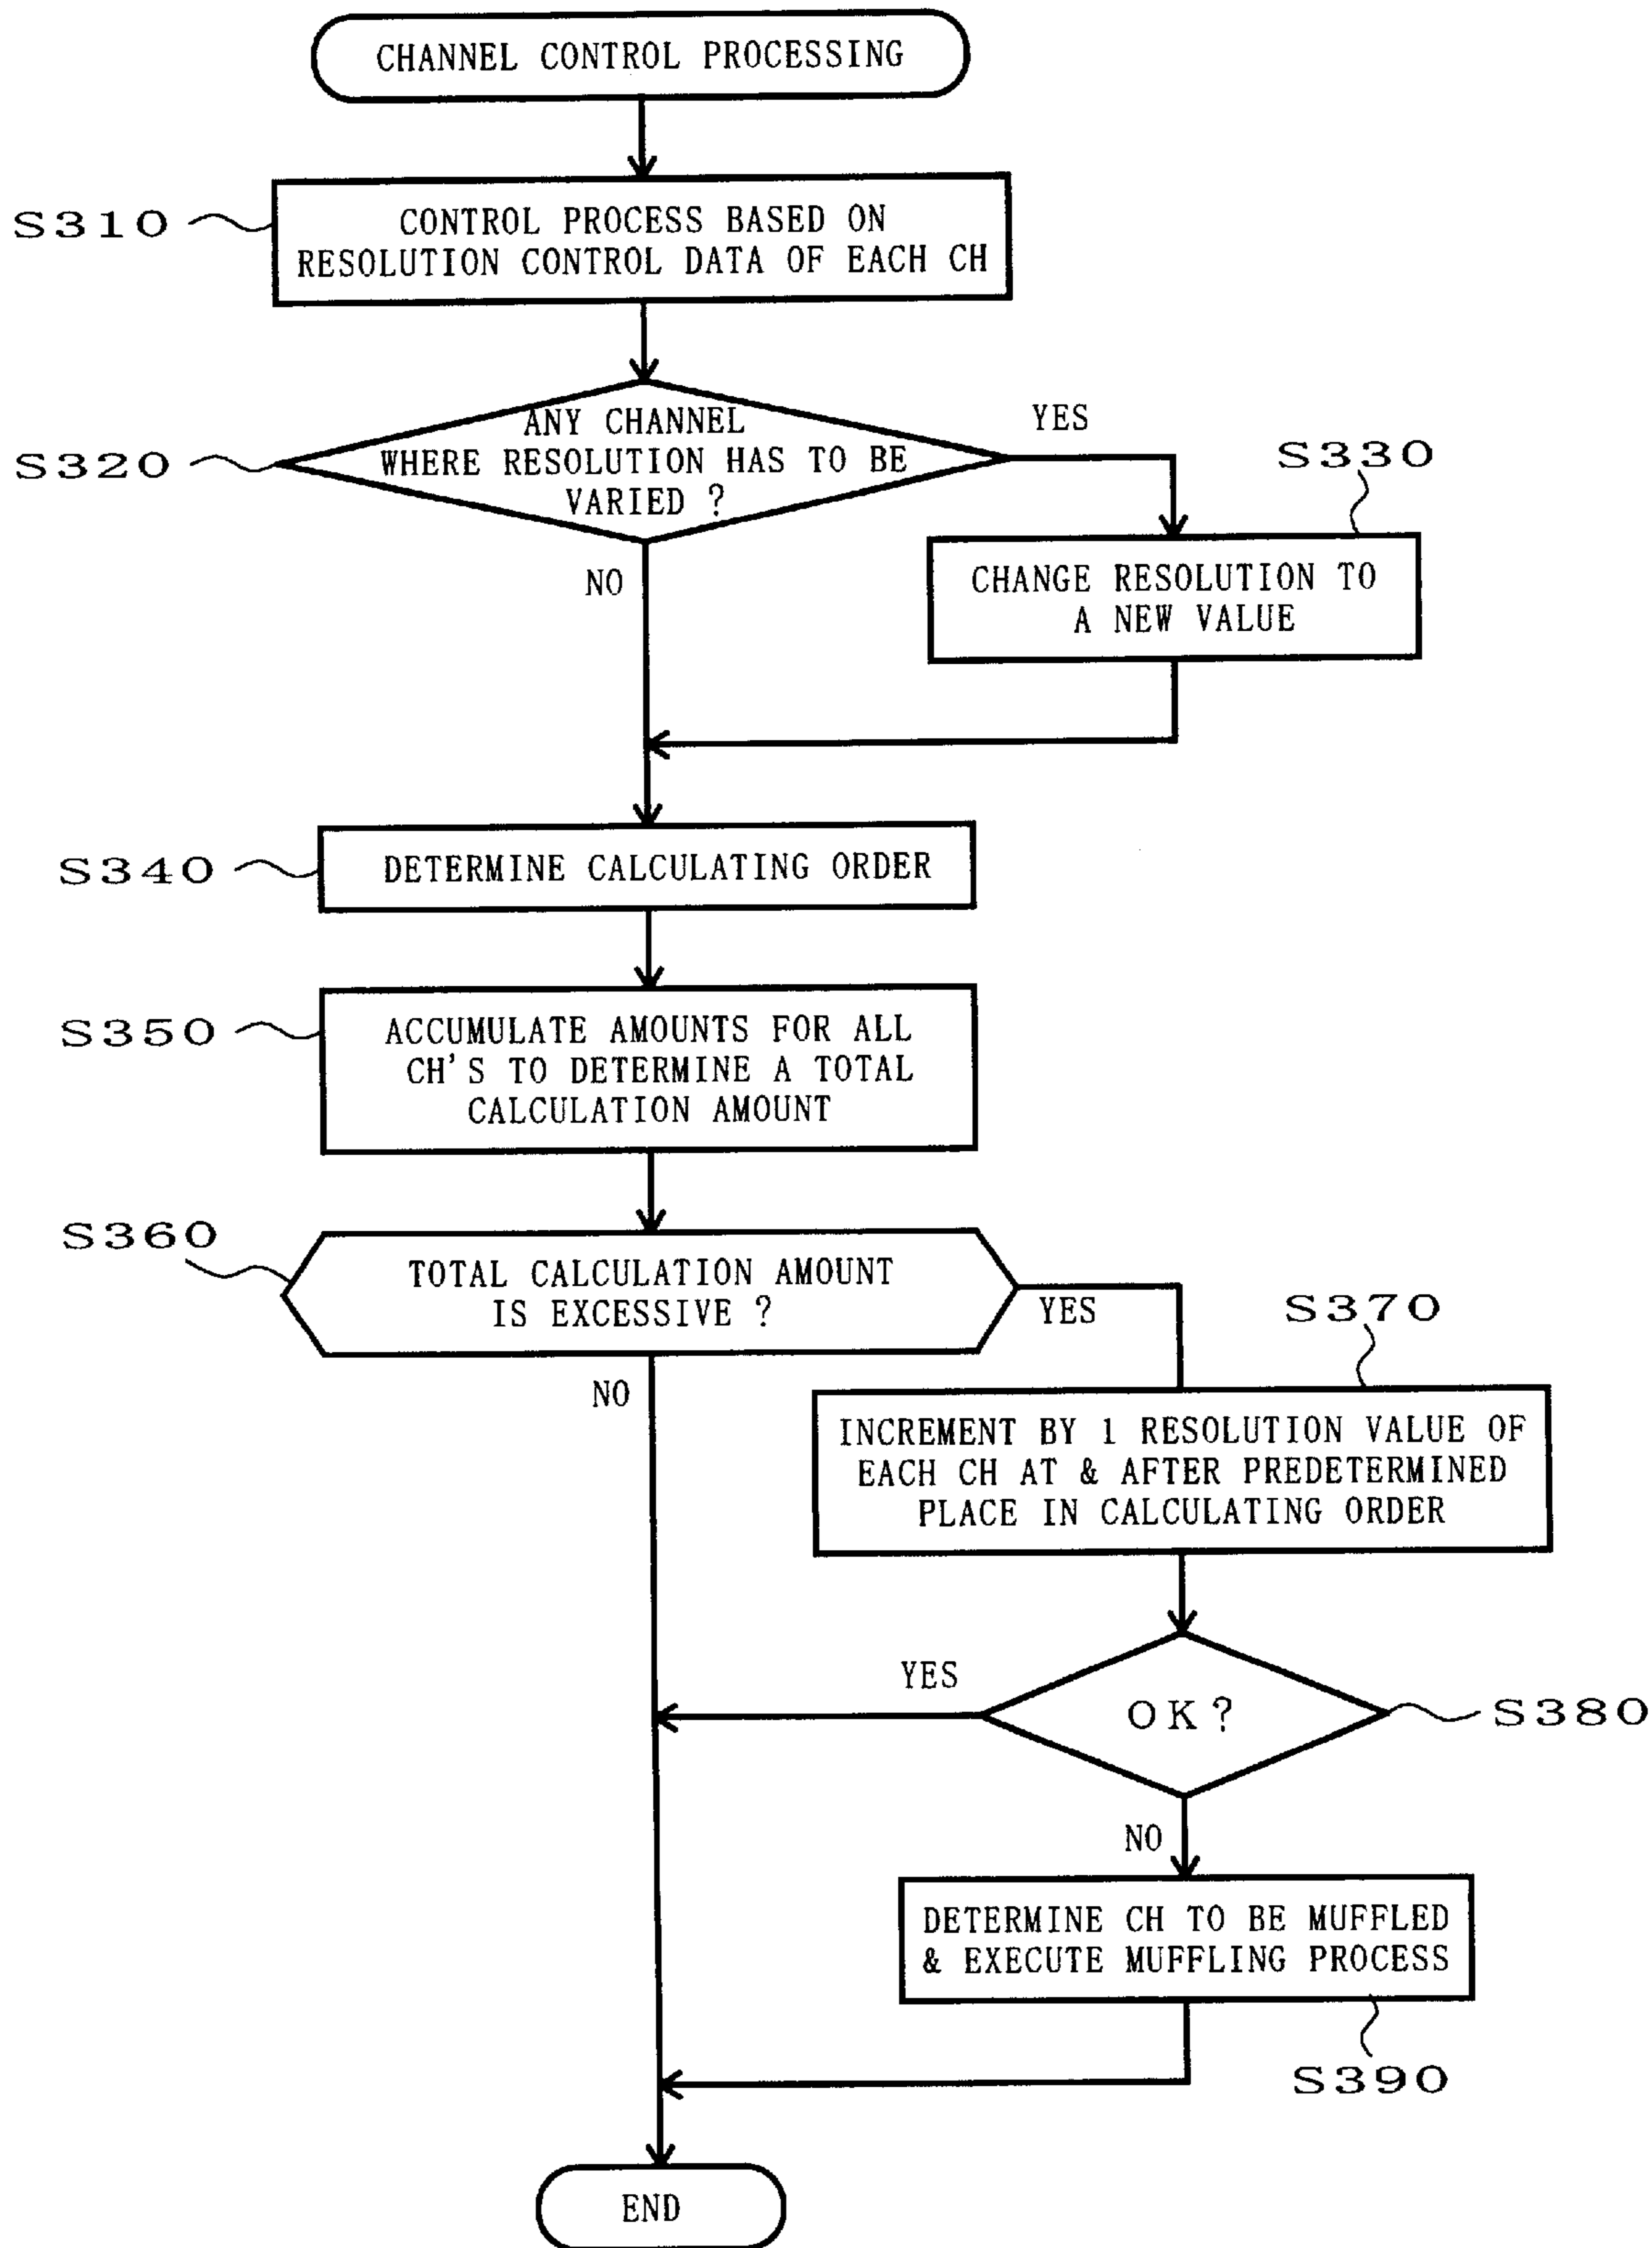 CHANNEL CONTROL PROCESSING
S310
CONTROL PROCESS BASED ON
RESOLUTION CONTROL DATA OF EACH CH
S320
ANY CHANNEL
WHERE RESOLUTION HAS TO BE
VARIED ?
YES
S330
NO
CHANGE RESOLUTION TO
A NEW VALUE
S340
DETERMINE CALCULATING ORDER
S350
ACCUMULATE AMOUNTS FOR ALL
CH'S TO DETERMINE A TOTAL
CALCULATION AMOUNT
S360
TOTAL CALCULATION AMOUNT
IS EXCESSIVE ?
YES
S370
NO
INCREMENT BY 1 RESOLUTION VALUE OF
EACH CH AT & AFTER PREDETERMINED
PLACE IN CALCULATING ORDER
YES
OK?
S380
NO
DETERMINE CH TO BE MUFFLED
& EXECUTE MUFFLING PROCESS
S390
END